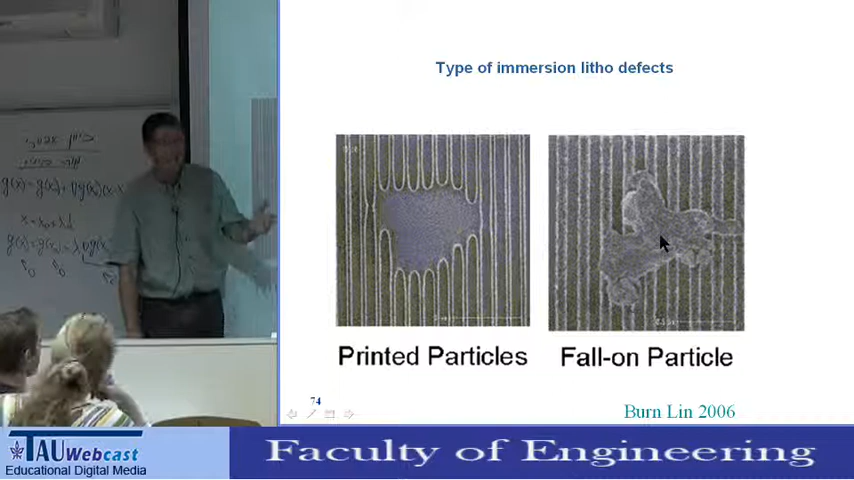 Type of immersion litho defects
g(x) = g(x
Printed Particles
Fall-on Particle
74
Burn Lin 2006
TAU Webcast
Educational Digital Media
Faculty of Engineering